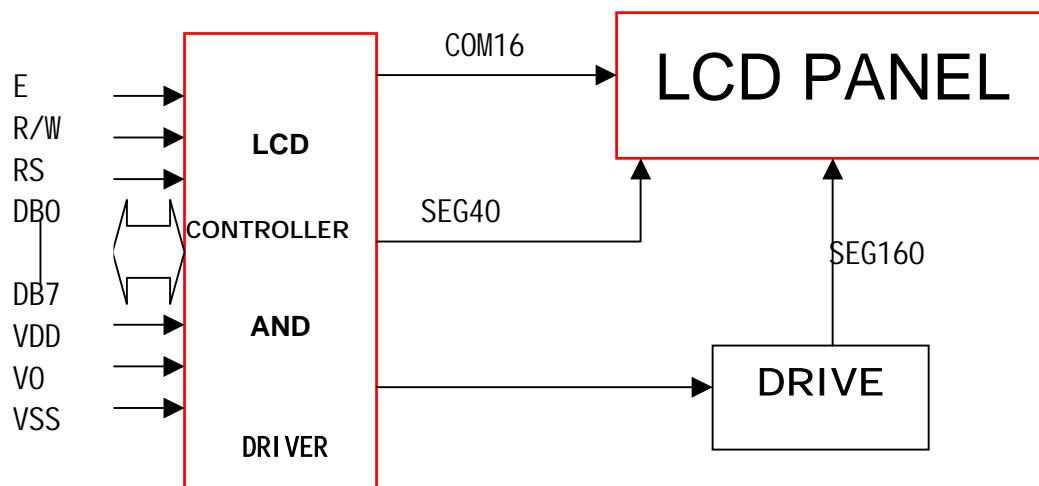 E
R/W
RS
DB0
DB7
VDD
V0
VSS
LCD
CONTROLLER
AND
DRIVER
COM16
SEG40
LCD PANEL
SEG160
DRIVE